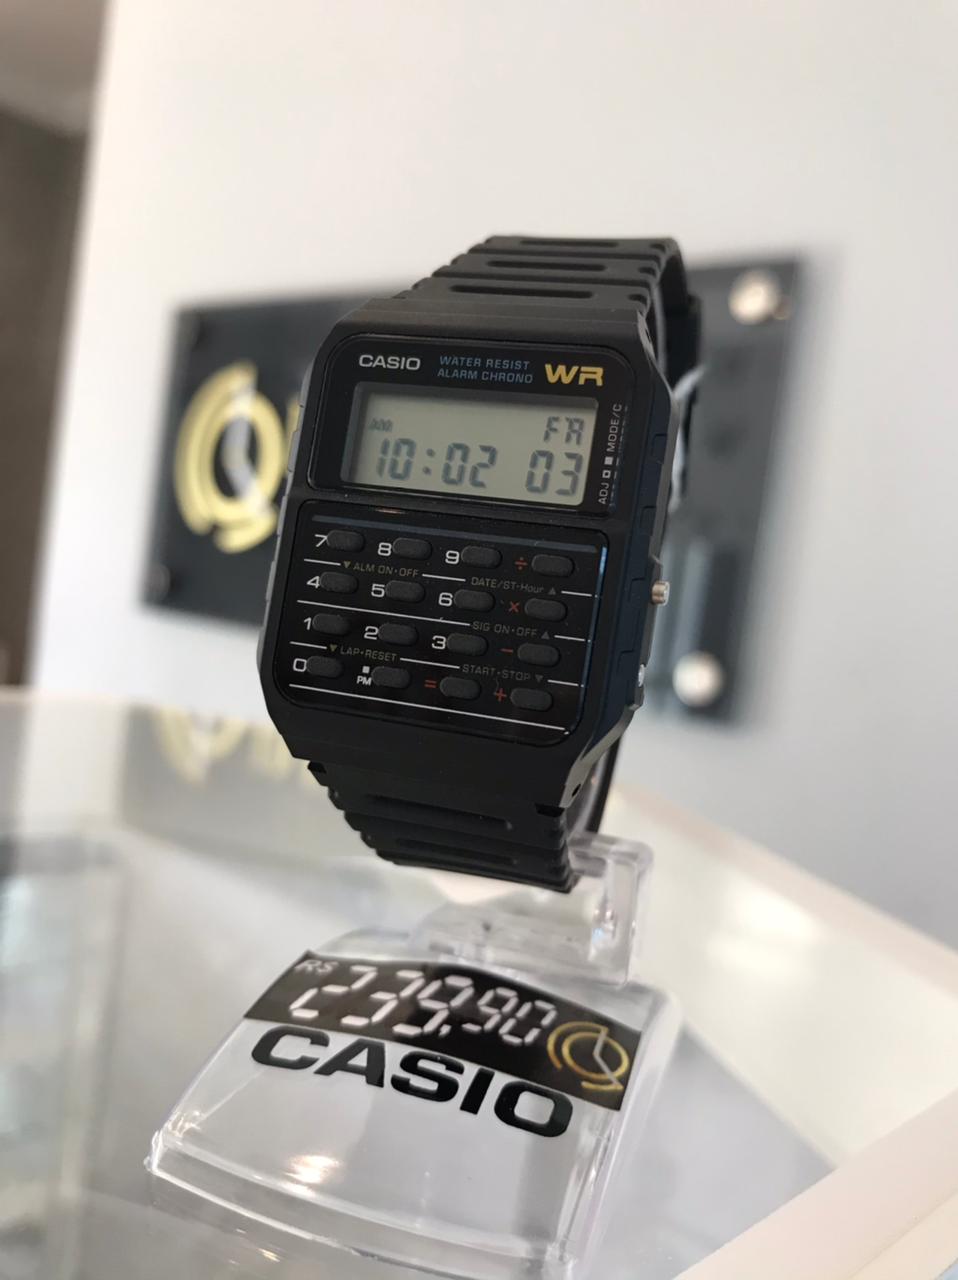 CASIO WATER RESIST WR
ALARM CHRONO
FR
10:02 03
ADJ MODE/C
7 8 9 ÷
▼ ALM ON•OFF DATE/ST-Hour ▲
4 5 6 ×
SIG ON•OFF ▲
1 2 3 -
▼ LAP•RESET START•STOP ▼
0 ▪ PM = +
R$ 239,90
CASIO